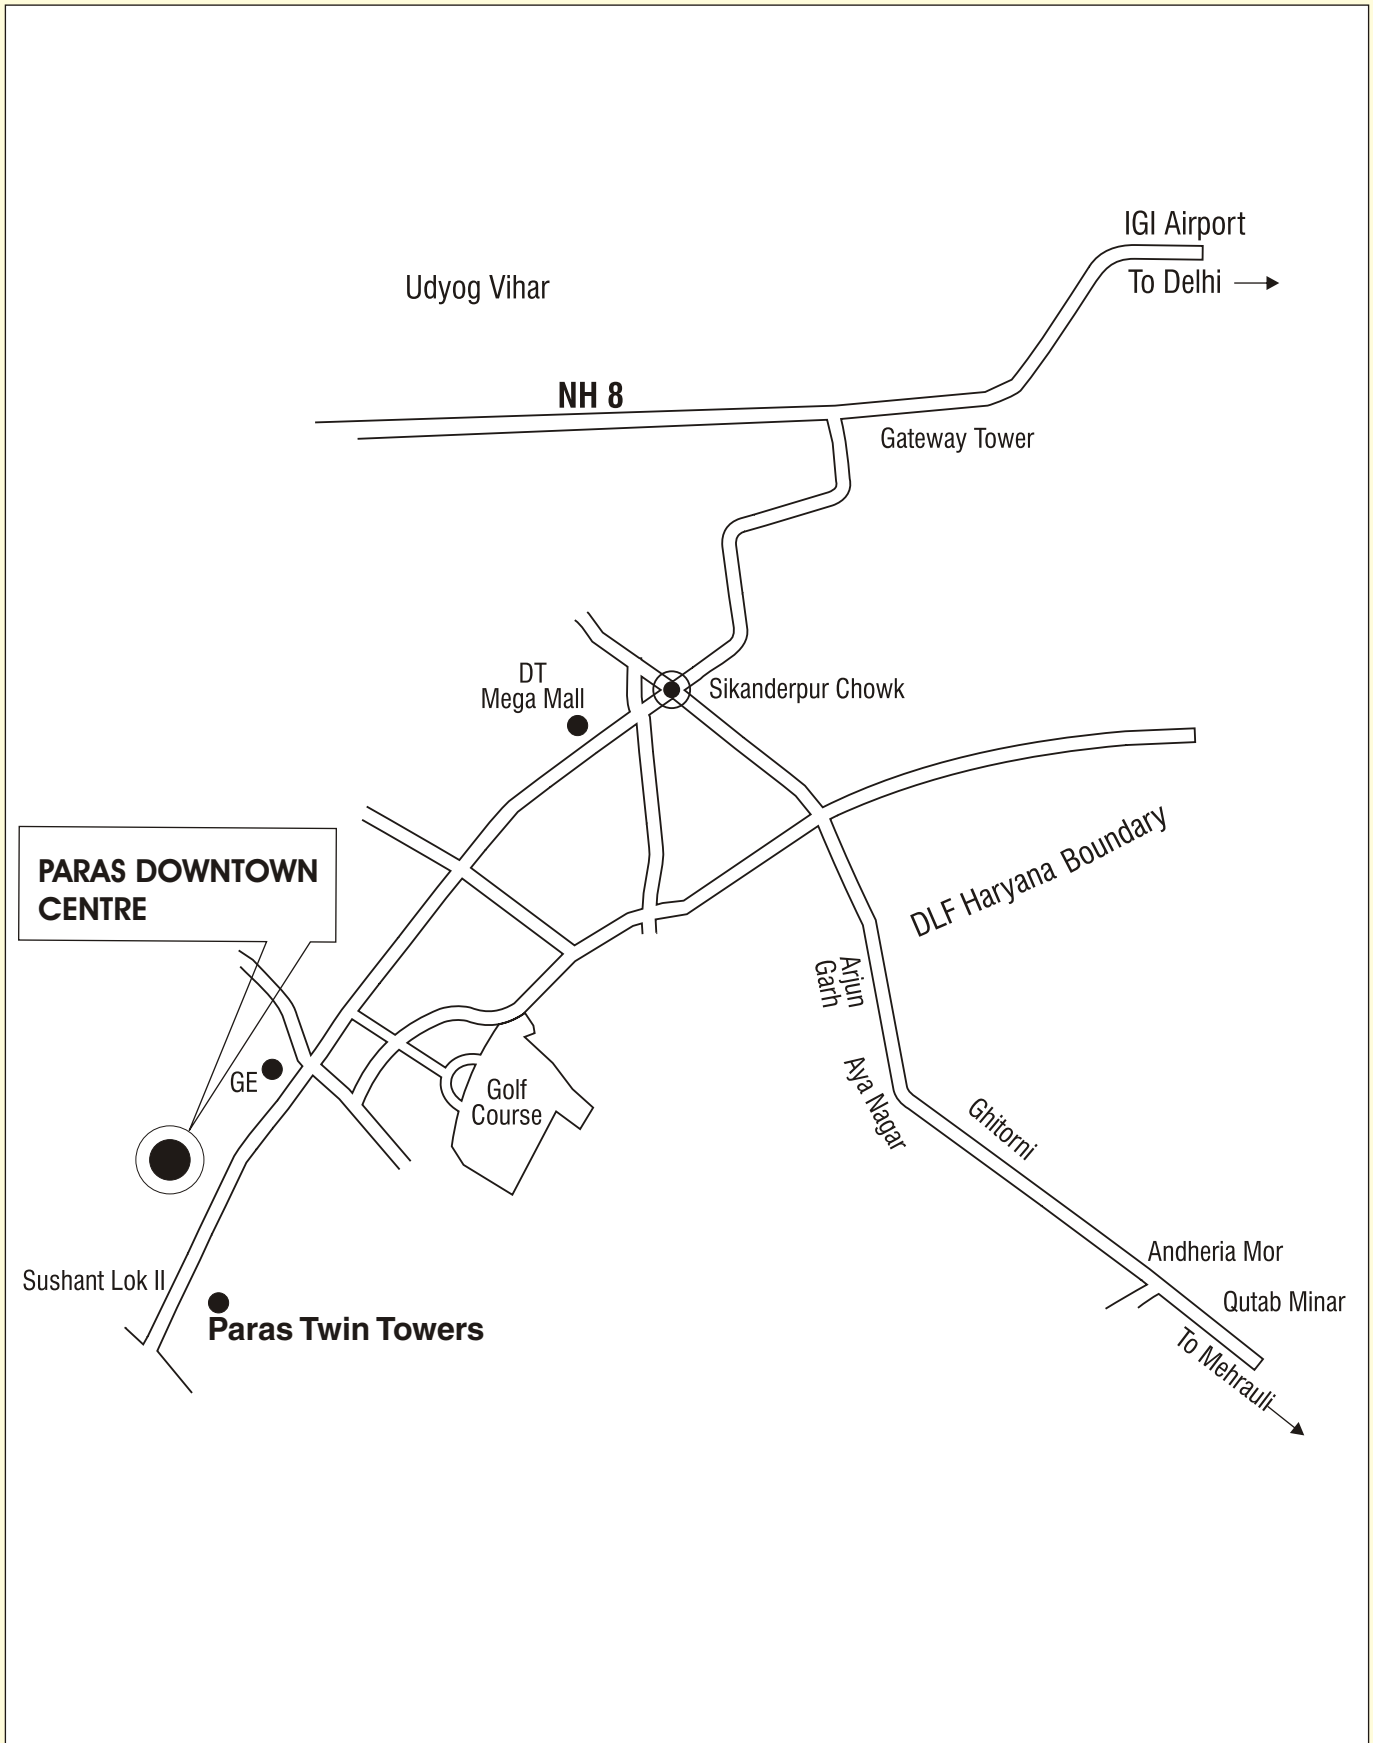 IGI Airport
To Delhi
Udyog Vihar
NH 8
Gateway Tower
DT
Mega Mall
Sikanderpur Chowk
DLF Haryana Boundary
PARAS DOWNTOWN
CENTRE
Arjun
Garh
GE
Golf
Course
Aya Nagar
Ghitorni
Andheria Mor
Sushant Lok II
Qutab Minar
Paras Twin Towers
To Mehrauli